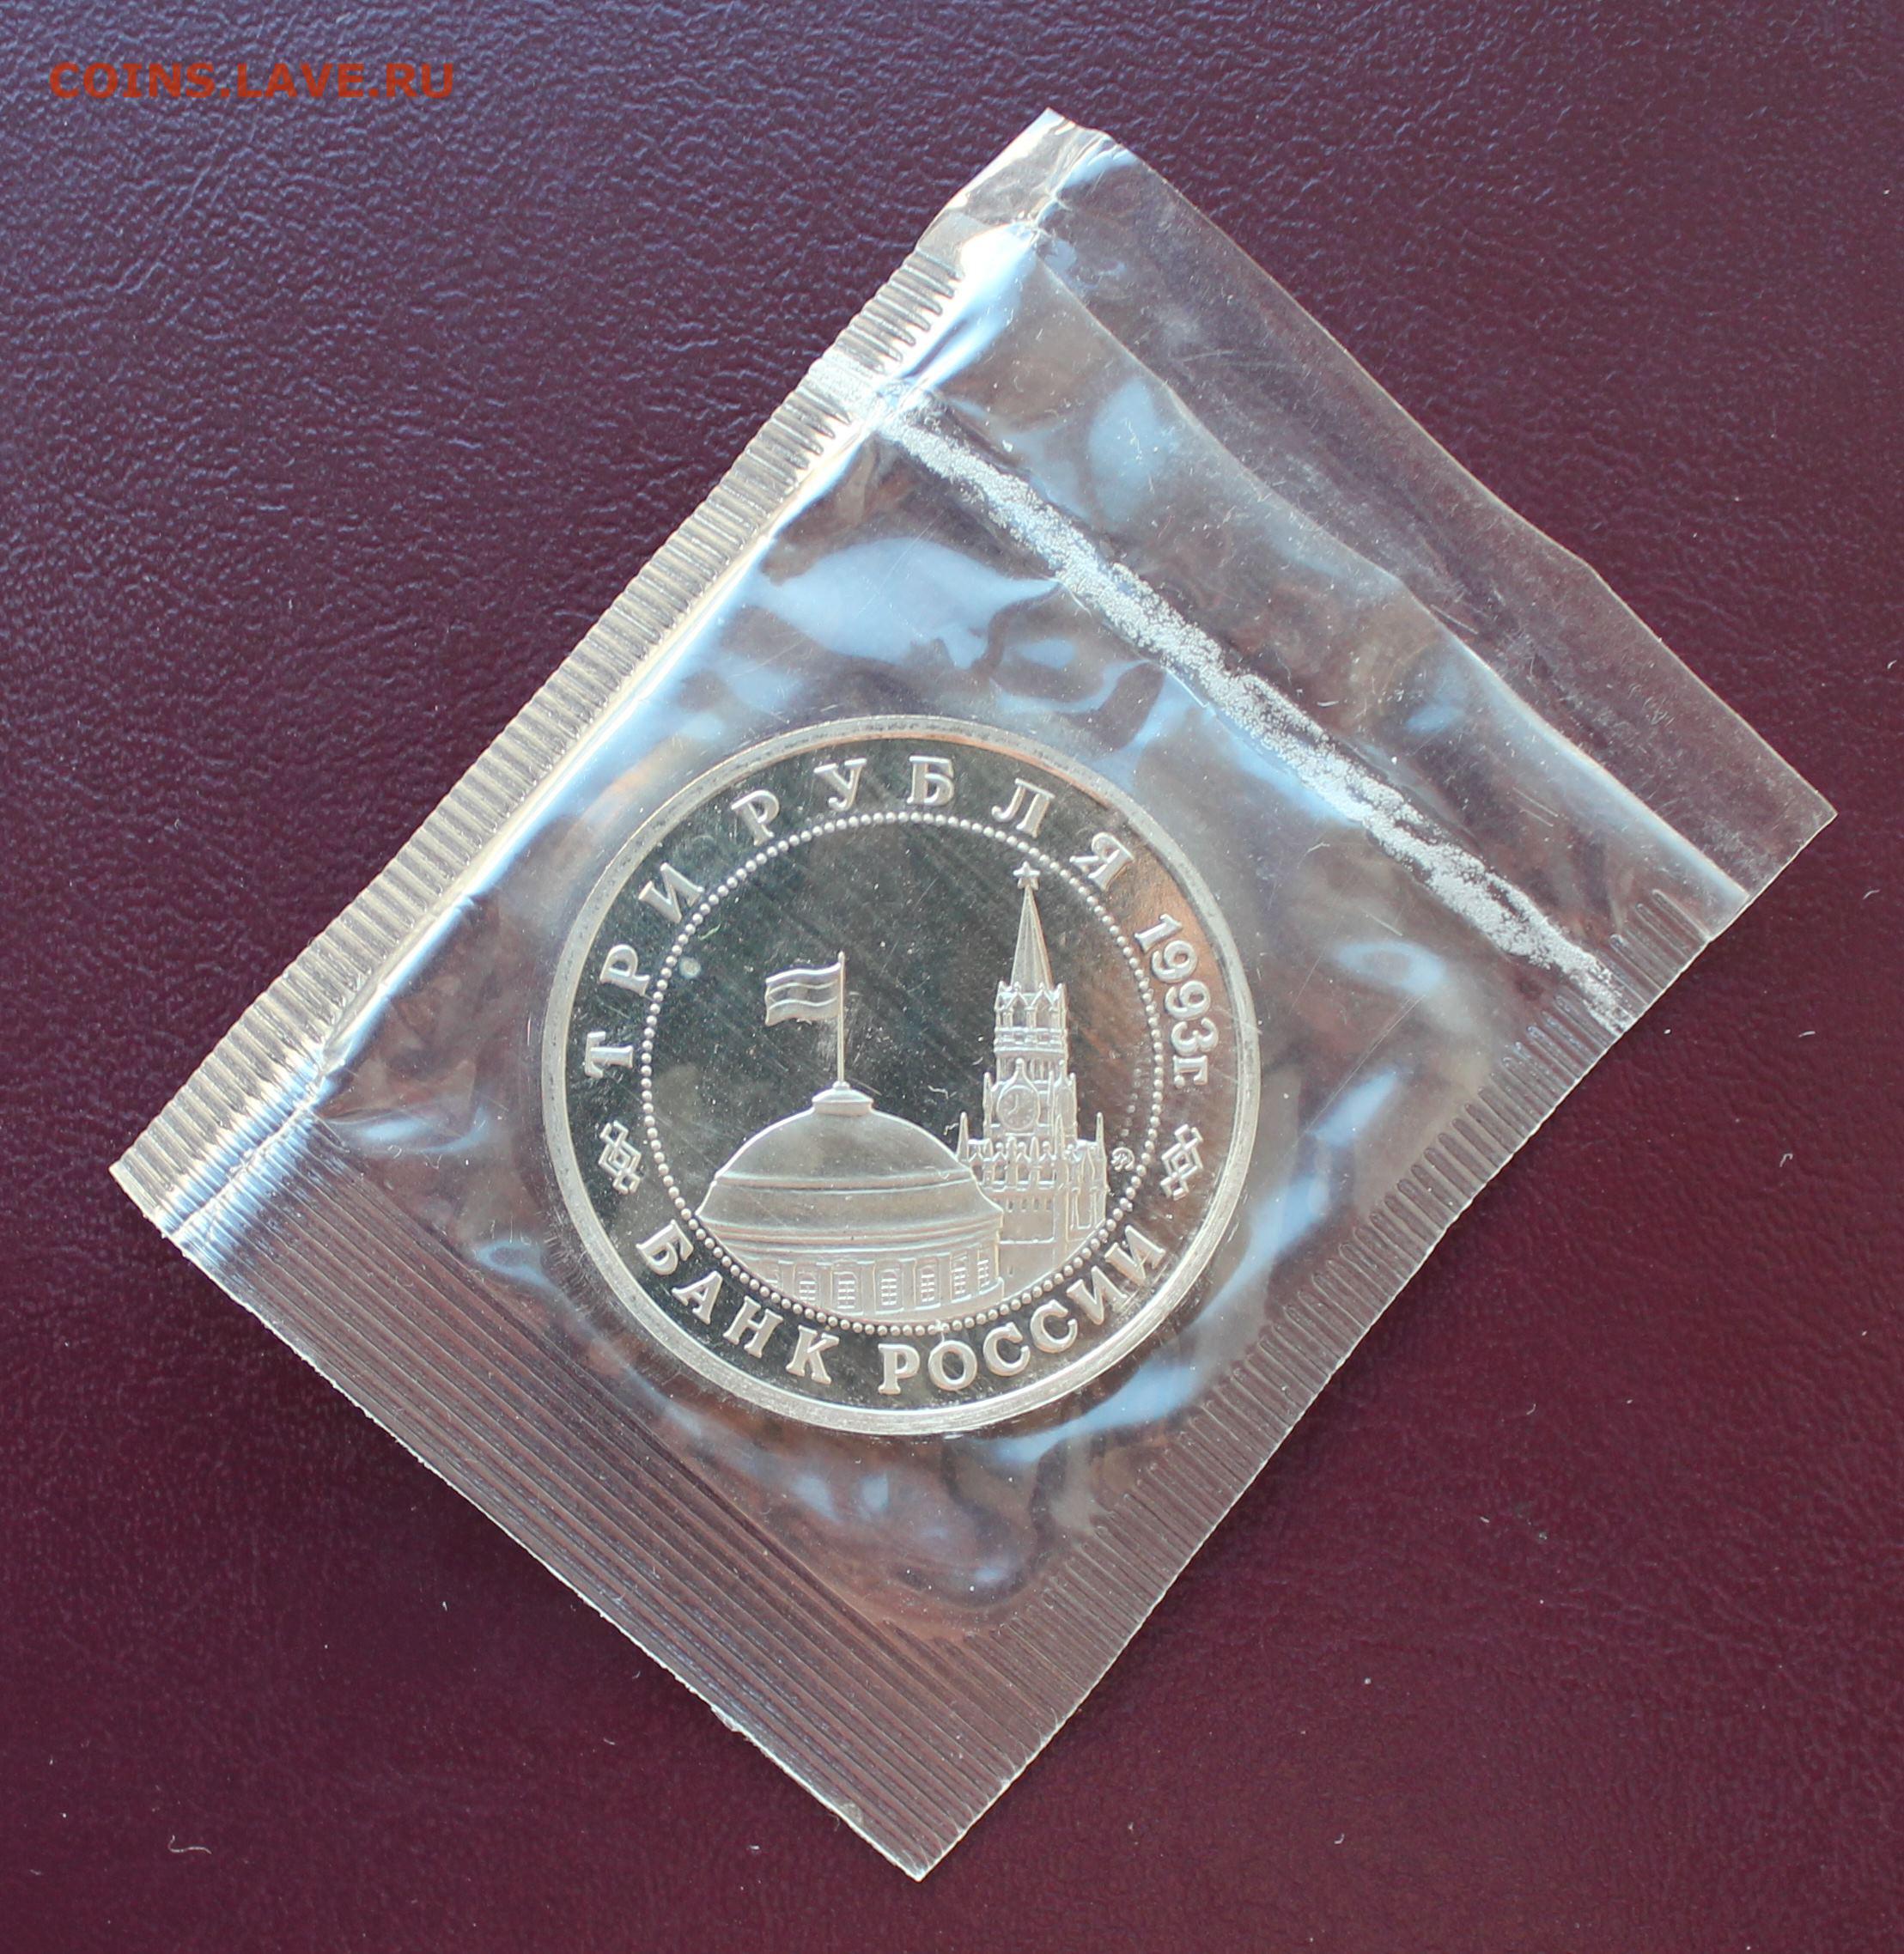 COINS.LAVE.RU
ТРИ РУБЛЯ 1993г.
БАНК РОССИИ